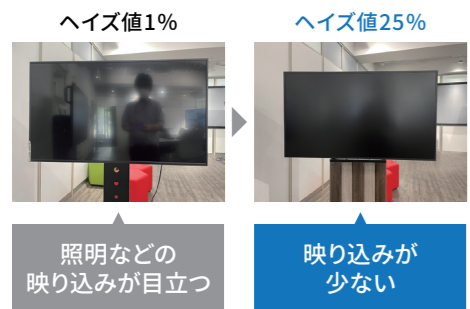 ヘイズ値1%
ヘイズ値25%
照明などの
映り込みが目立つ
映り込みが
少ない